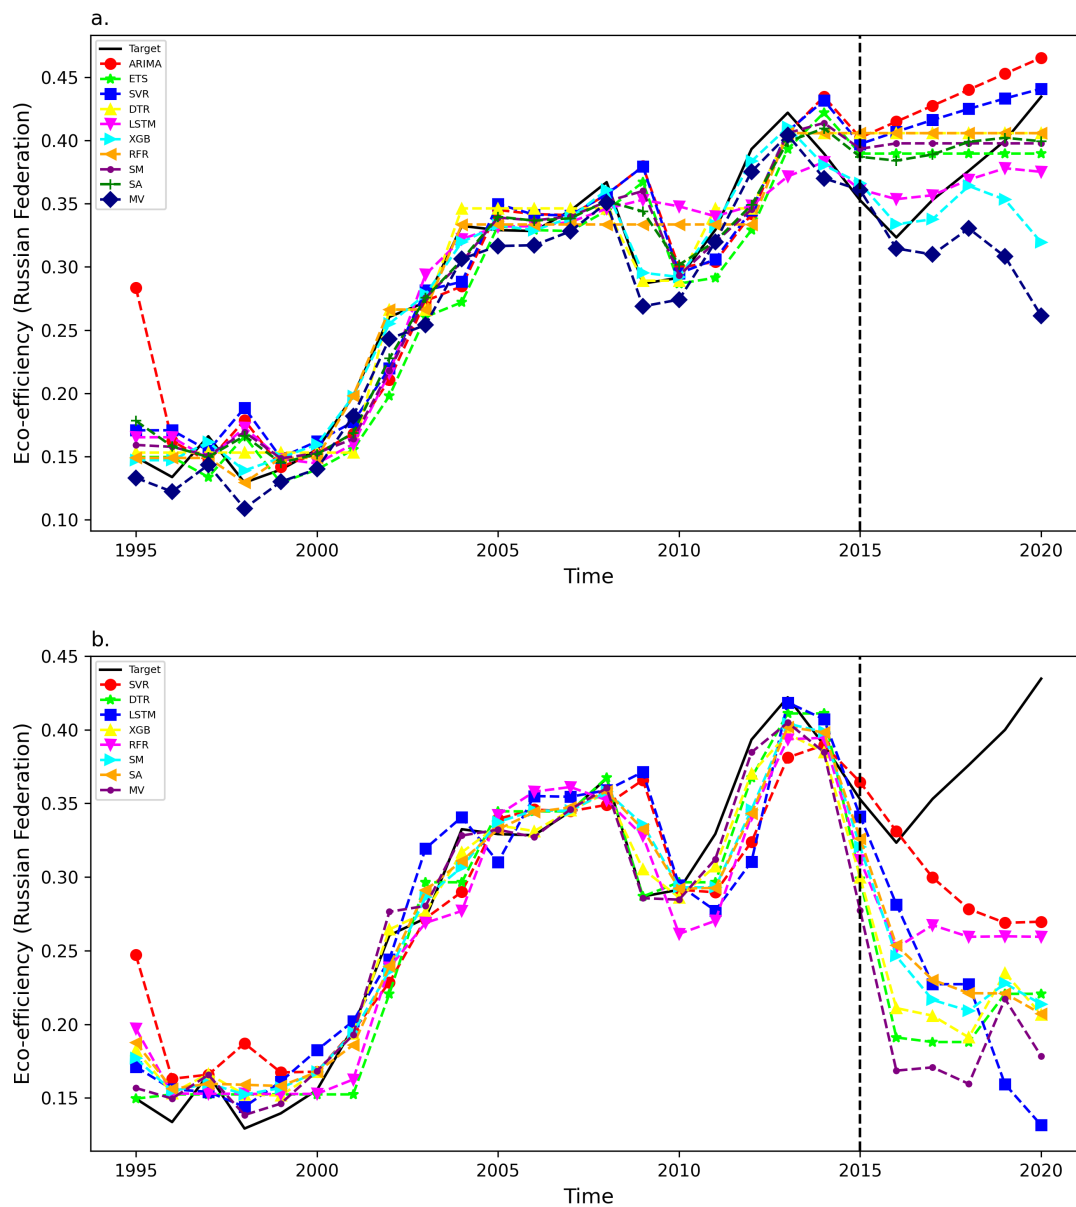 a.
Eco-efficiency (Russian Federation)
0.45
0.40
0.35
0.30
0.25
0.20
0.15
0.10
Target
ARIMA
ETS
SVR
DTR
LSTM
XGB
RFR
SM
SA
MV
1995
2000
2005
2010
2015
2020
Time
b.
Eco-efficiency (Russian Federation)
0.45
0.40
0.35
0.30
0.25
0.20
0.15
Target
SVR
DTR
LSTM
XGB
RFR
SM
SA
MV
1995
2000
2005
2010
2015
2020
Time